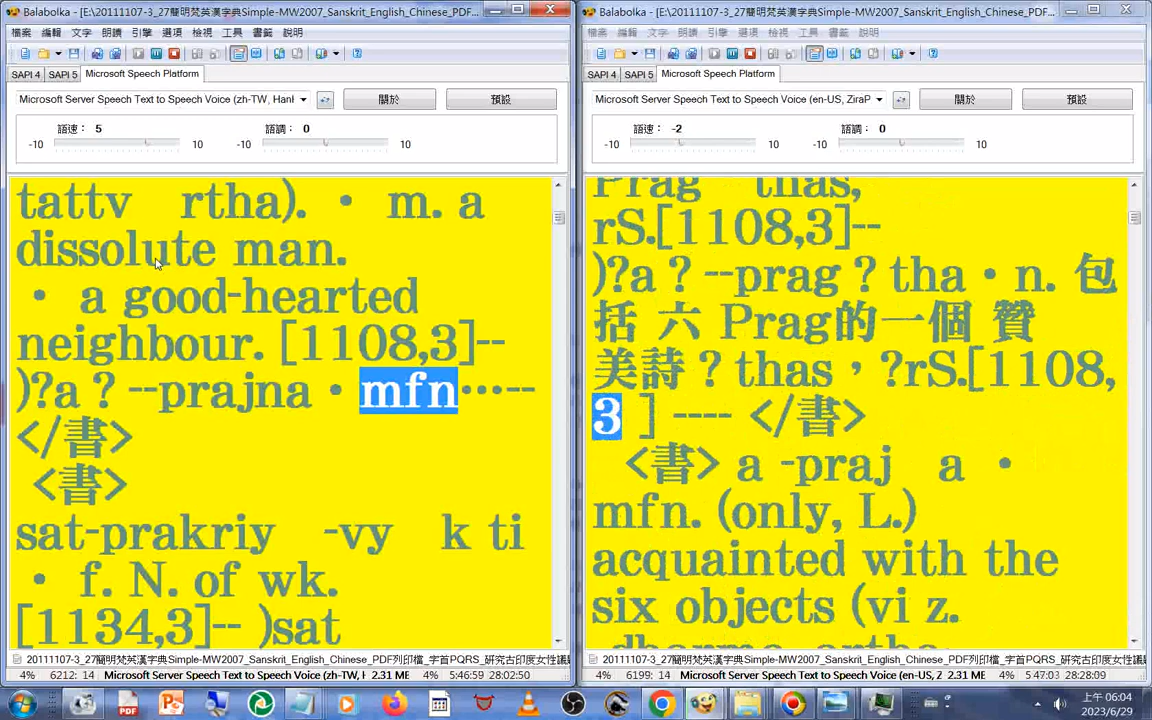 Balabolka - [E:\20111107-3_27簡明梵英漢字典Simple-MW2007_Sanskrit_English_Chinese_PDF...
檔案 編輯 文字 朗讀 引擎 選項 檢視 工具 書籤 說明
SAPI 4 SAPI 5 Microsoft Speech Platform
Microsoft Server Speech Text to Speech Voice (zh-TW, Hanl
關於 預設
語速： 5 語調： 0
-10 10 -10 10
tattv rtha). • m. a
dissolute man.
• a good-hearted
neighbour. [1108,3]--
)?a ? --prajna • mfn…--
</書>
<書>
sat-prakriy -vy k ti
• f. N. of wk.
[1134,3]-- )sat
20111107-3_27簡明梵英漢字典Simple-MW2007_Sanskrit_English_Chinese_PDF列印檔_字首PQRS_研究古印度女性議題
4% 6212: 14 Microsoft Server Speech Text to Speech Voice (zh-TW, H 2.31 MB 4% 5:46:59 28:02:50
Balabolka - [E:\20111107-3_27簡明梵英漢字典Simple-MW2007_Sanskrit_English_Chinese_PDF...
檔案 編輯 文字 朗讀 引擎 選項 檢視 工具 書籤 說明
SAPI 4 SAPI 5 Microsoft Speech Platform
Microsoft Server Speech Text to Speech Voice (en-US, ZiraP
關於 預設
語速： -2 語調： 0
-10 10 -10 10
Prag thas,
rS.[1108,3]--
)?a ? --prag ? tha • n. 包
括 六 Prag的一個 贊
美詩 ? thas，?rS.[1108,
3 ] ---- </書>
<書> a -praj a •
mfn. (only, L.)
acquainted with the
six objects (vi z.
dharma, artha,
20111107-3_27簡明梵英漢字典Simple-MW2007_Sanskrit_English_Chinese_PDF列印檔_字首PQRS_研究古印度女性議題
4% 6199: 14 Microsoft Server Speech Text to Speech Voice (en-US, Z 2.31 MB 4% 5:47:03 28:28:09
上午 06:04
2023/6/29